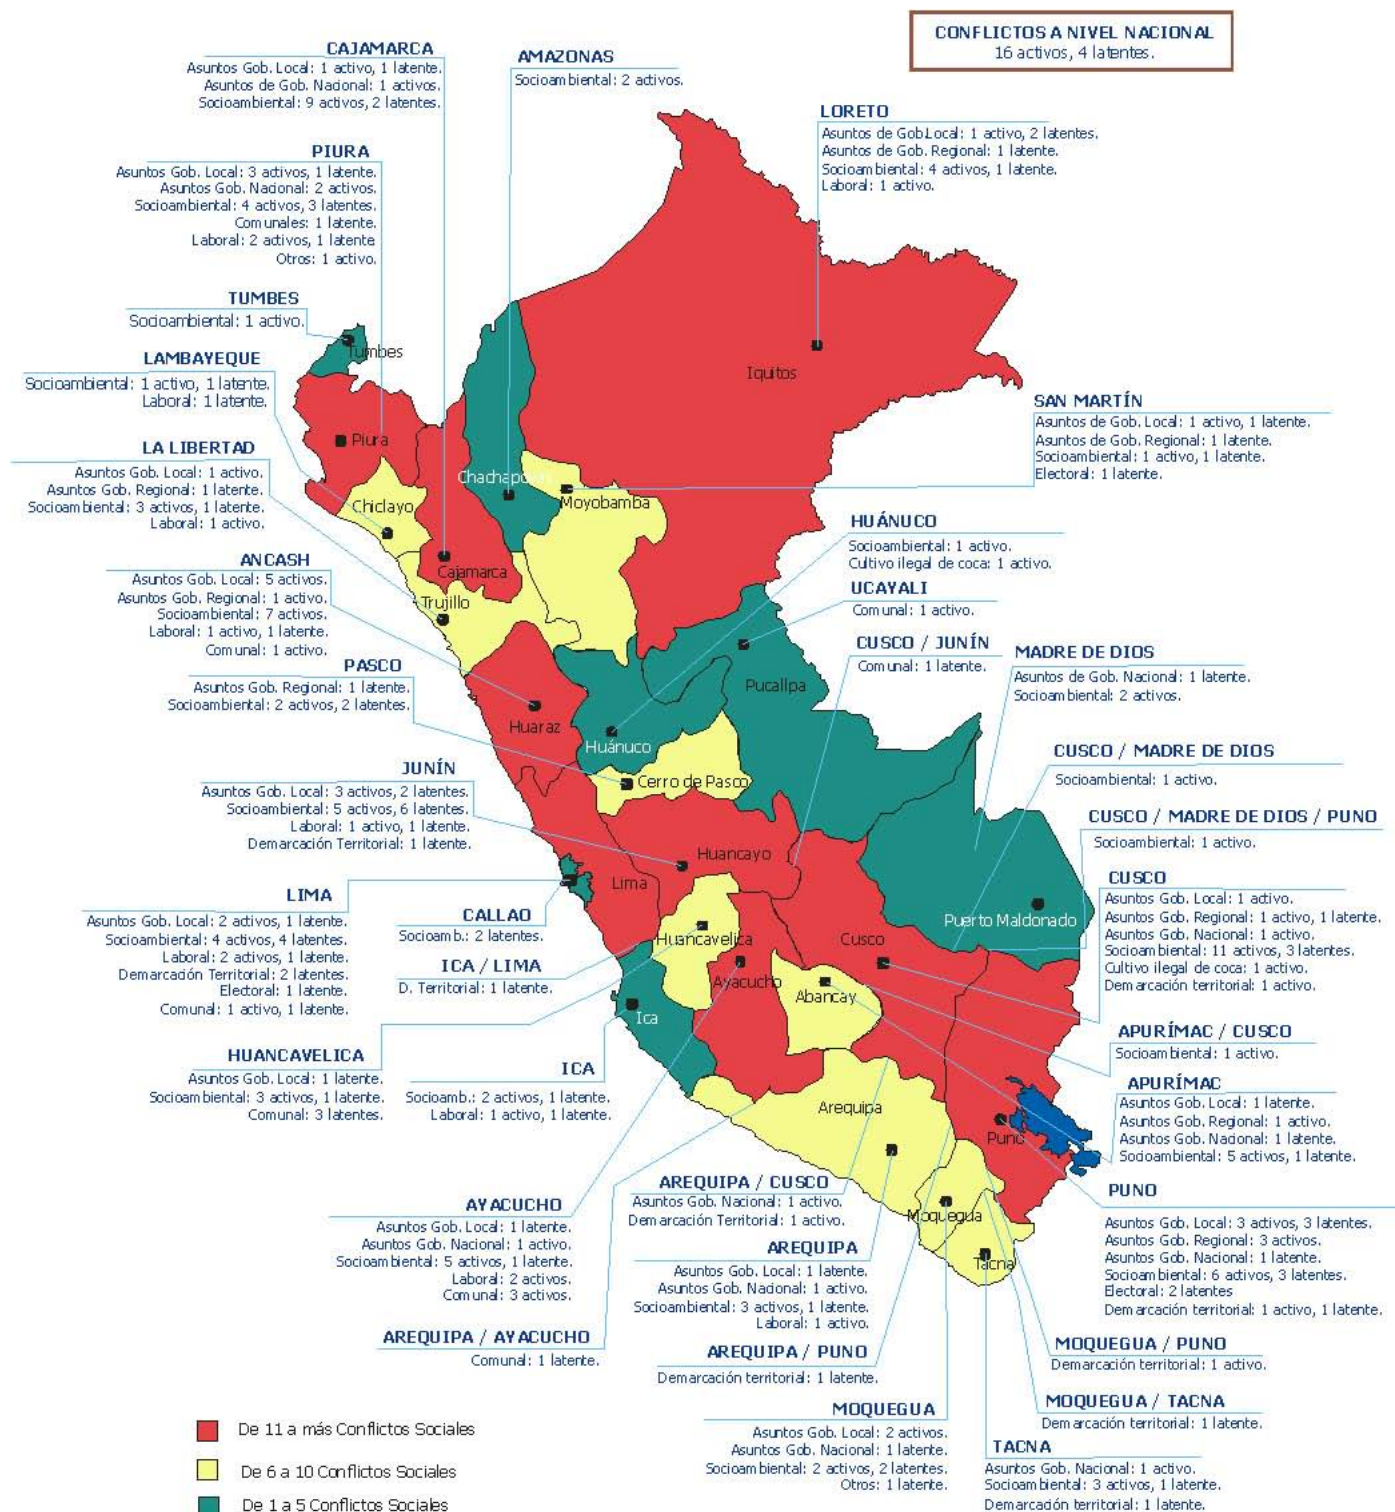 CONFLICTOS A NIVEL NACIONAL
16 activos, 4 latentes.
CAJAMARCA
Asuntos Gob. Local: 1 activo, 1 latente.
Asuntos de Gob. Nacional: 1 activos.
Socioambiental: 9 activos, 2 latentes.
AMAZONAS
Socioambiental: 2 activos.
LORETO
Asuntos de Gob.Local: 1 activo, 2 latentes.
Asuntos de Gob. Regional: 1 latente.
Socioambiental: 4 activos, 1 latente.
Laboral: 1 activo.
PIURA
Asuntos Gob. Local: 3 activos, 1 latente.
Asuntos Gob. Nacional: 2 activos.
Socioambiental: 4 activos, 3 latentes.
Comunales: 1 latente.
Laboral: 2 activos, 1 latente
Otros: 1 activo.
TUMBES
Socioambiental: 1 activo.
LAMBAYEQUE
Socioambiental: 1 activo, 1 latente.
Laboral: 1 latente.
LA LIBERTAD
Asuntos Gob. Local: 1 activo.
Asuntos Gob. Regional: 1 latente.
Socioambiental: 3 activos, 1 latente.
Laboral: 1 activo.
SAN MARTÍN
Asuntos de Gob. Local: 1 activo, 1 latente.
Asuntos de Gob. Regional: 1 latente.
Socioambiental: 1 activo, 1 latente.
Electoral: 1 latente.
ANCASH
Asuntos Gob. Local: 5 activos.
Asuntos Gob. Regional: 1 activo.
Socioambiental: 7 activos.
Laboral: 1 activo, 1 latente.
Comunal: 1 activo.
HUÁNUCO
Socioambiental: 1 activo.
Cultivo ilegal de coca: 1 activo.
UCAYALI
Comunal: 1 activo.
CUSCO / JUNÍN
Comunal: 1 latente.
MADRE DE DIOS
Asuntos de Gob. Nacional: 1 latente.
Socioambiental: 2 activos.
PASCO
Asuntos Gob. Regional: 1 latente.
Socioambiental: 2 activos, 2 latentes.
CUSCO / MADRE DE DIOS
Socioambiental: 1 activo.
JUNÍN
Asuntos Gob. Local: 3 activos, 2 latentes.
Socioambiental: 5 activos, 6 latentes.
Laboral: 1 activo, 1 latente.
Demarcación Territorial: 1 latente.
CUSCO / MADRE DE DIOS / PUNO
Socioambiental: 1 activo.
CUSCO
Asuntos Gob. Local: 1 activo.
Asuntos Gob. Regional: 1 activo, 1 latente.
Asuntos Gob. Nacional: 1 activo.
Socioambiental: 11 activos, 3 latentes.
Cultivo ilegal de coca: 1 activo.
Demarcación territorial: 1 activo.
LIMA
Asuntos Gob. Local: 2 activos, 1 latente.
Socioambiental: 4 activos, 4 latentes.
Laboral: 2 activos, 1 latente.
Demarcación Territorial: 2 latentes.
Electoral: 1 latente.
Comunal: 1 activo, 1 latente.
CALLAO
Socioamb.: 2 latentes.
ICA / LIMA
D. Territorial: 1 latente.
HUANCAVELICA
Asuntos Gob. Local: 1 latente.
Socioambiental: 3 activos, 1 latente.
Comunal: 3 latentes.
ICA
Socioamb.: 2 activos, 1 latente.
Laboral: 1 activo, 1 latente.
APURÍMAC / CUSCO
Socioambiental: 1 activo.
APURÍMAC
Asuntos Gob. Local: 1 latente.
Asuntos Gob. Regional: 1 activo.
Asuntos Gob. Nacional: 1 latente.
Socioambiental: 5 activos, 1 latente.
PUNO
Asuntos Gob. Local: 3 activos, 3 latentes.
Asuntos Gob. Regional: 3 activos.
Asuntos Gob. Nacional: 1 latente.
Socioambiental: 6 activos, 3 latentes.
Electoral: 2 latentes
Demarcación territorial: 1 activo, 1 latente.
AYACUCHO
Asuntos Gob. Local: 1 latente.
Asuntos Gob. Nacional: 1 activo.
Socioambiental: 5 activos, 1 latente.
Laboral: 2 activos.
Comunal: 3 activos.
AREQUIPA / CUSCO
Asuntos Gob. Nacional: 1 activo.
Demarcación Territorial: 1 activo.
AREQUIPA
Asuntos Gob. Local: 1 latente.
Asuntos Gob. Nacional: 1 activo.
Socioambiental: 3 activos, 1 latente.
Laboral: 1 activo.
AREQUIPA / AYACUCHO
Comunal: 1 latente.
AREQUIPA / PUNO
Demarcación territorial: 1 latente.
MOQUEGUA / PUNO
Demarcación territorial: 1 activo.
MOQUEGUA / TACNA
Demarcación territorial: 1 latente.
MOQUEGUA
Asuntos Gob. Local: 2 activos.
Asuntos Gob. Nacional: 1 latente.
Socioambiental: 2 activos, 2 latentes.
Otros: 1 latente.
TACNA
Asuntos Gob. Nacional: 1 activo.
Socioambiental: 3 activos, 1 latente.
Demarcación territorial: 1 latente.
Tumbes
Iquitos
Piura
Chachapoyas
Moyobamba
Chiclayo
Cajamarca
Trujillo
Pucallpa
Huaraz
Huánuco
Cerro de Pasco
Huancayo
Lima
Puerto Maldonado
Huancavelica
Cusco
Ayacucho
Abancay
Ica
Arequipa
Puno
Moquegua
Tacna
De 11 a más Conflictos Sociales
De 6 a 10 Conflictos Sociales
De 1 a 5 Conflictos Sociales